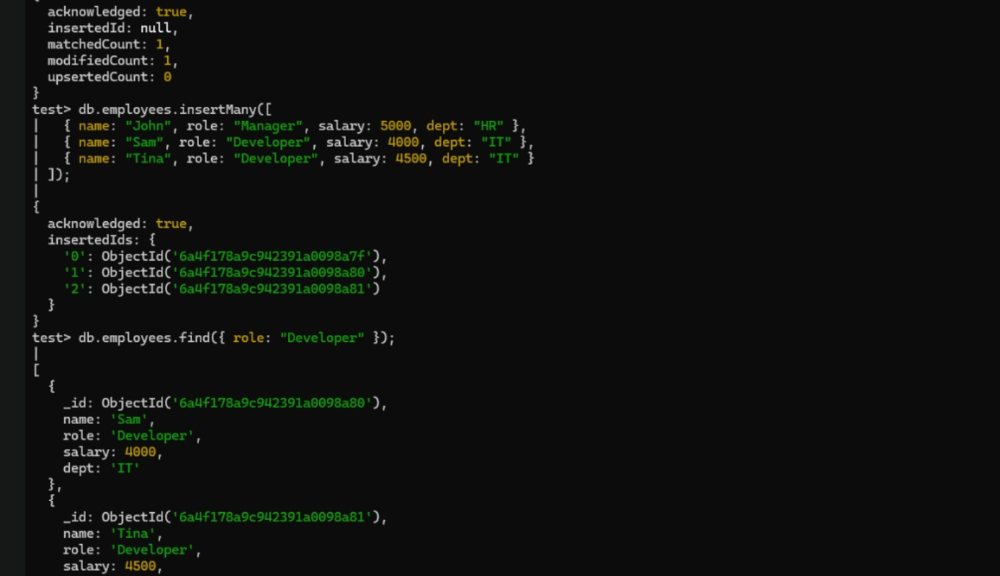 {
  acknowledged: true,
  insertedId: null,
  matchedCount: 1,
  modifiedCount: 1,
  upsertedCount: 0
}
test> db.employees.insertMany([
|   { name: "John", role: "Manager", salary: 5000, dept: "HR" },
|   { name: "Sam", role: "Developer", salary: 4000, dept: "IT" },
|   { name: "Tina", role: "Developer", salary: 4500, dept: "IT" }
| ]);
|
{
  acknowledged: true,
  insertedIds: {
    '0': ObjectId('6a4f178a9c942391a0098a7f'),
    '1': ObjectId('6a4f178a9c942391a0098a80'),
    '2': ObjectId('6a4f178a9c942391a0098a81')
  }
}
test> db.employees.find({ role: "Developer" });
|
[
  {
    _id: ObjectId('6a4f178a9c942391a0098a80'),
    name: 'Sam',
    role: 'Developer',
    salary: 4000,
    dept: 'IT'
  },
  {
    _id: ObjectId('6a4f178a9c942391a0098a81'),
    name: 'Tina',
    role: 'Developer',
    salary: 4500,